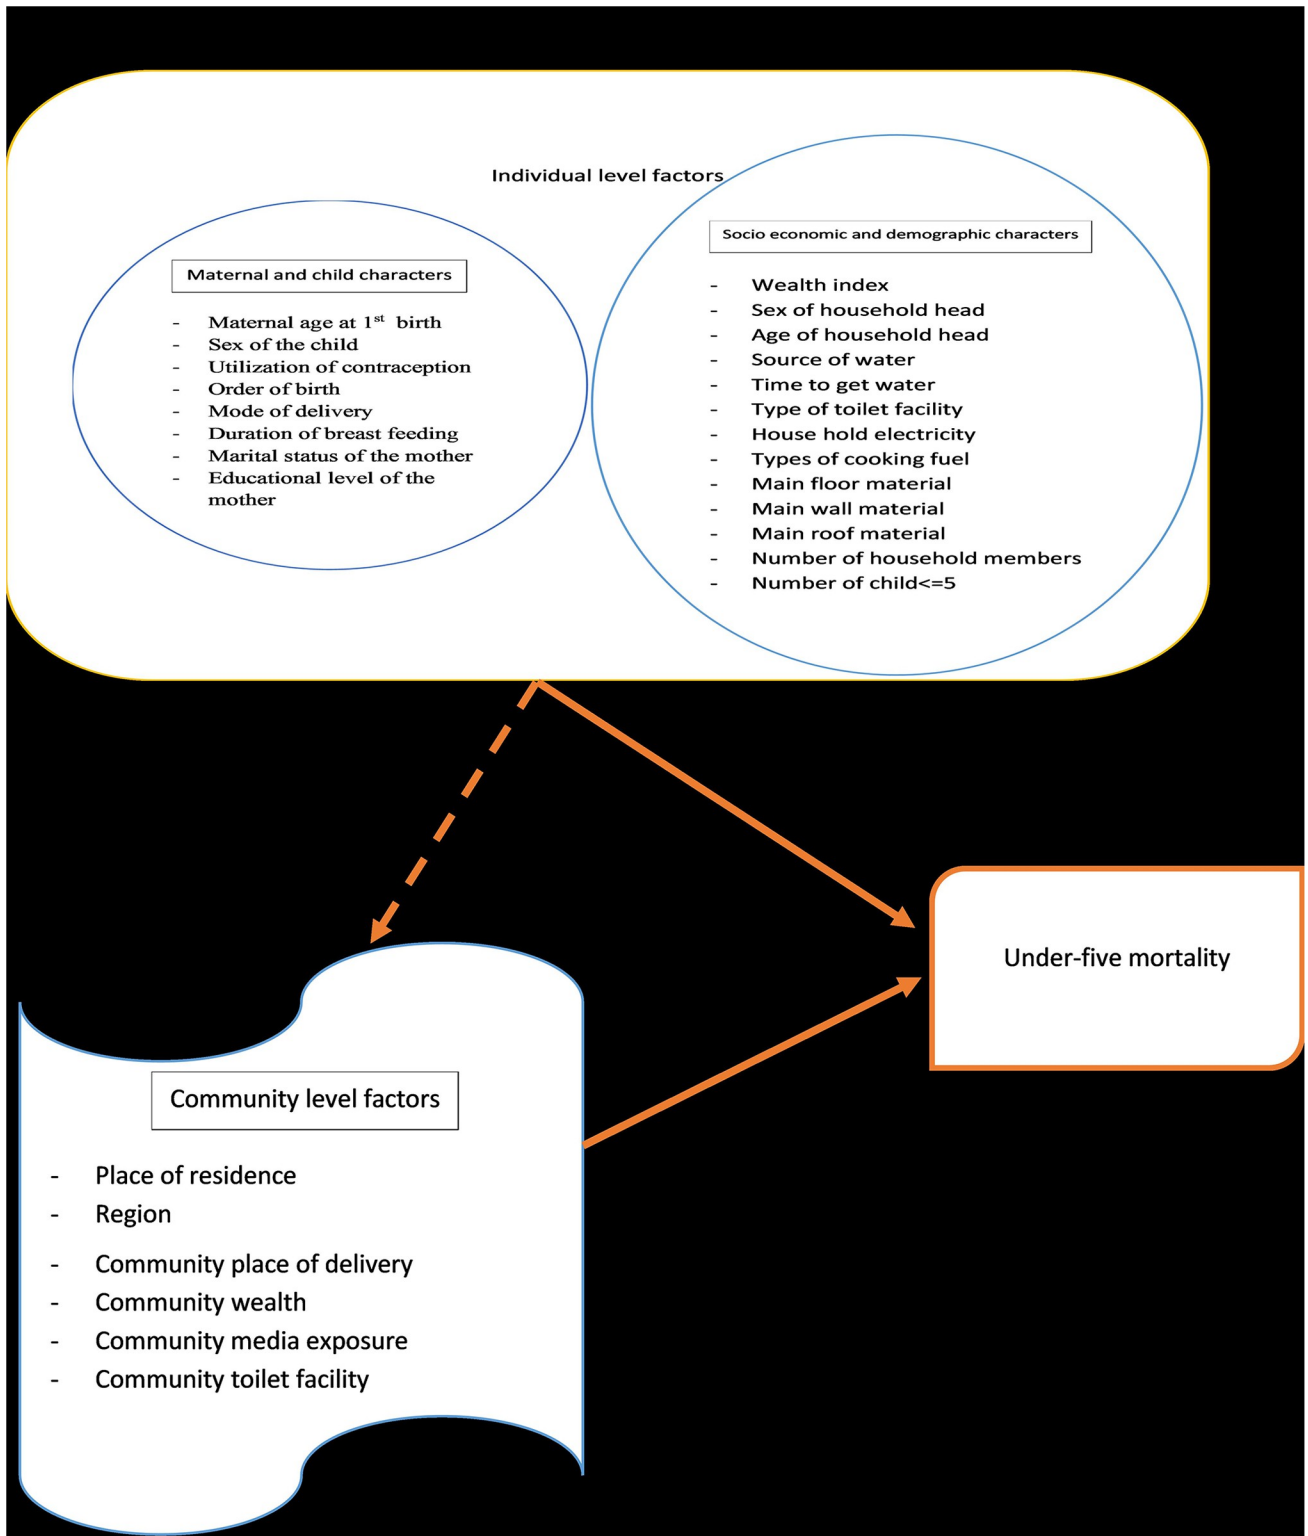 Individual level factors
Maternal and child characters
- Maternal age at 1st birth
- Sex of the child
- Utilization of contraception
- Order of birth
- Mode of delivery
- Duration of breast feeding
- Marital status of the mother
- Educational level of the
mother
Socio economic and demographic characters
- Wealth index
- Sex of household head
- Age of household head
- Source of water
- Time to get water
- Type of toilet facility
- House hold electricity
- Types of cooking fuel
- Main floor material
- Main wall material
- Main roof material
- Number of household members
- Number of child<=5
Under-five mortality
Community level factors
- Place of residence
- Region
- Community place of delivery
- Community wealth
- Community media exposure
- Community toilet facility